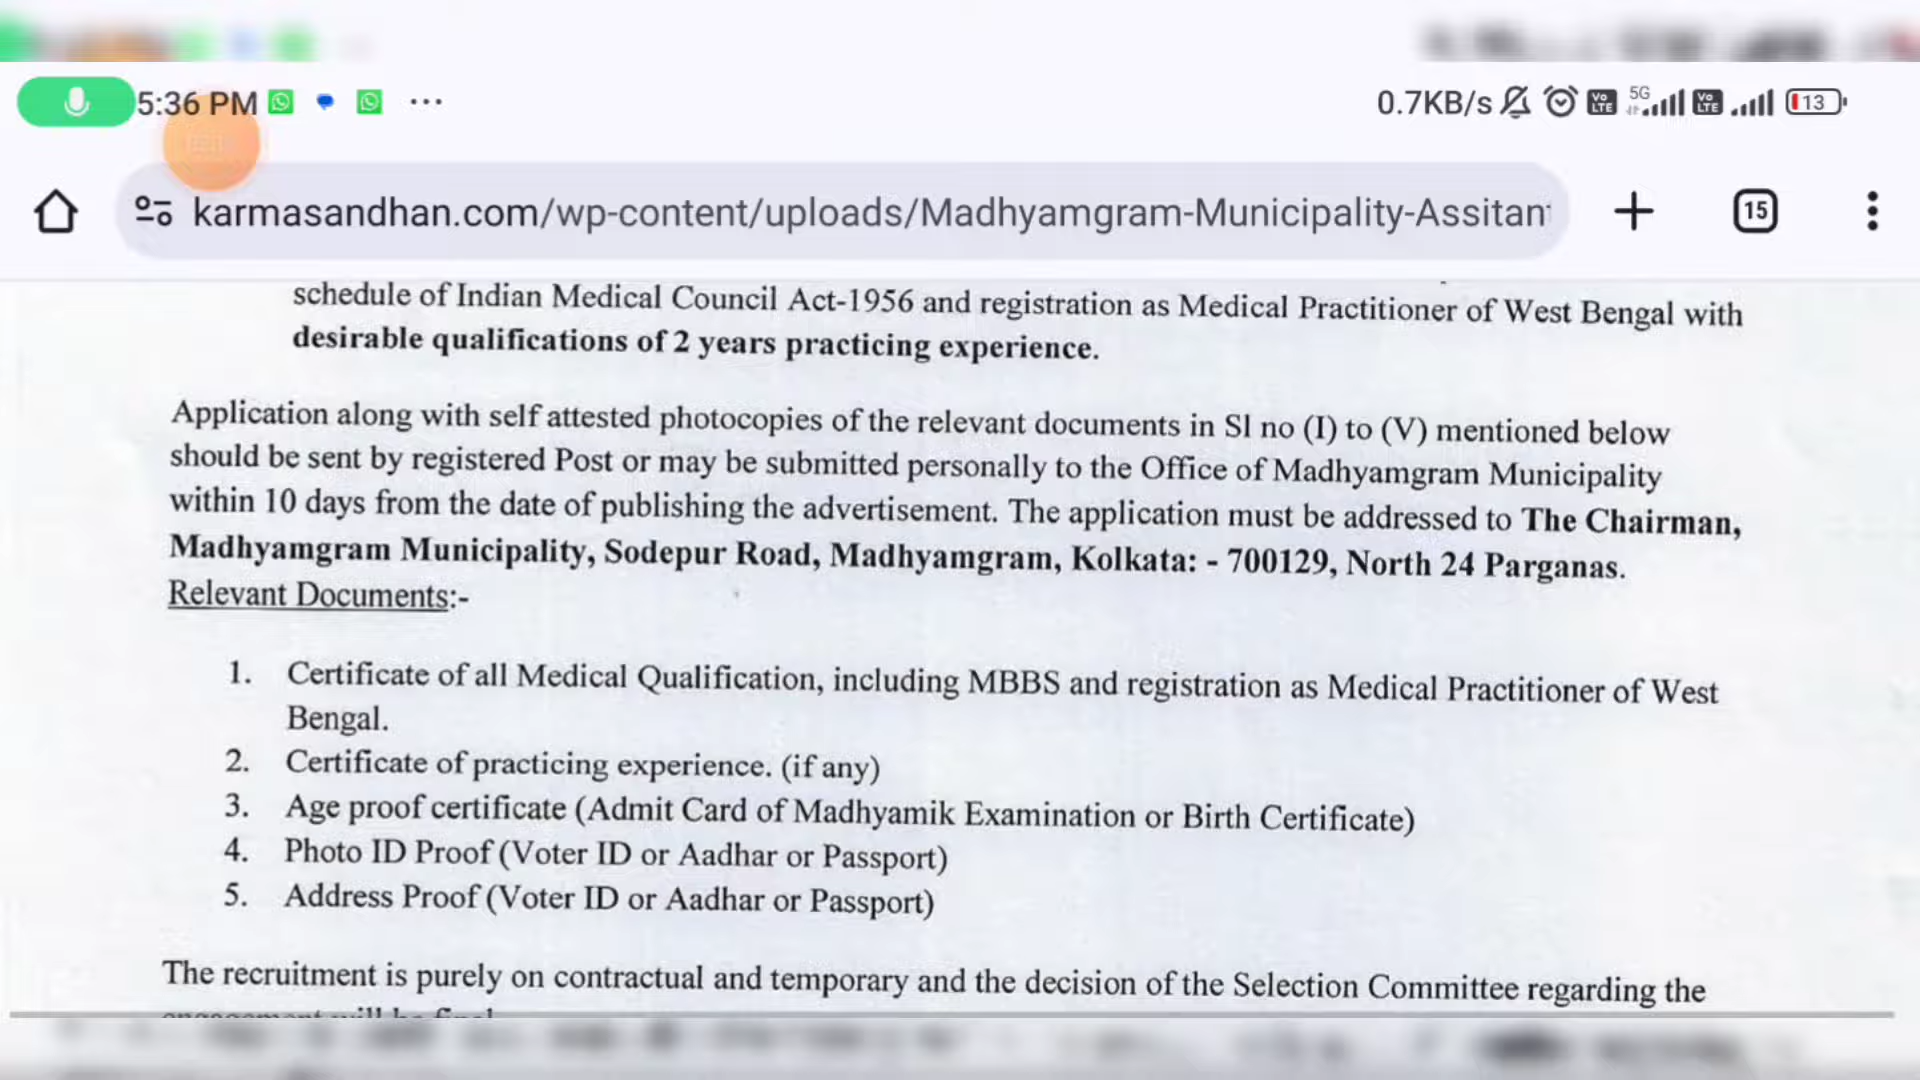 5:36 PM
0.7KB/s
Vo LTE
5G
Vo LTE
13
karmasandhan.com/wp-content/uploads/Madhyamgram-Municipality-Assitan
15
schedule of Indian Medical Council Act-1956 and registration as Medical Practitioner of West Bengal with
desirable qualifications of 2 years practicing experience.
Application along with self attested photocopies of the relevant documents in Sl no (I) to (V) mentioned below
should be sent by registered Post or may be submitted personally to the Office of Madhyamgram Municipality
within 10 days from the date of publishing the advertisement. The application must be addressed to The Chairman,
Madhyamgram Municipality, Sodepur Road, Madhyamgram, Kolkata: - 700129, North 24 Parganas.
Relevant Documents:-
1. Certificate of all Medical Qualification, including MBBS and registration as Medical Practitioner of West
Bengal.
2. Certificate of practicing experience. (if any)
3. Age proof certificate (Admit Card of Madhyamik Examination or Birth Certificate)
4. Photo ID Proof (Voter ID or Aadhar or Passport)
5. Address Proof (Voter ID or Aadhar or Passport)
The recruitment is purely on contractual and temporary and the decision of the Selection Committee regarding the